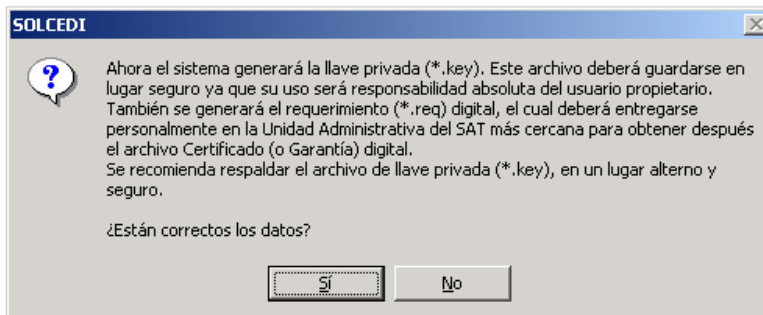 SOLCEDI
Ahora el sistema generará la llave privada (*.key). Este archivo deberá guardarse en
lugar seguro ya que su uso será responsabilidad absoluta del usuario propietario.
También se generará el requerimiento (*.req) digital, el cual deberá entregarse
personalmente en la Unidad Administrativa del SAT más cercana para obtener después
el archivo Certificado (o Garantía) digital.
Se recomienda respaldar el archivo de llave privada (*.key), en un lugar alterno y
seguro.
¿Están correctos los datos?
Sí No